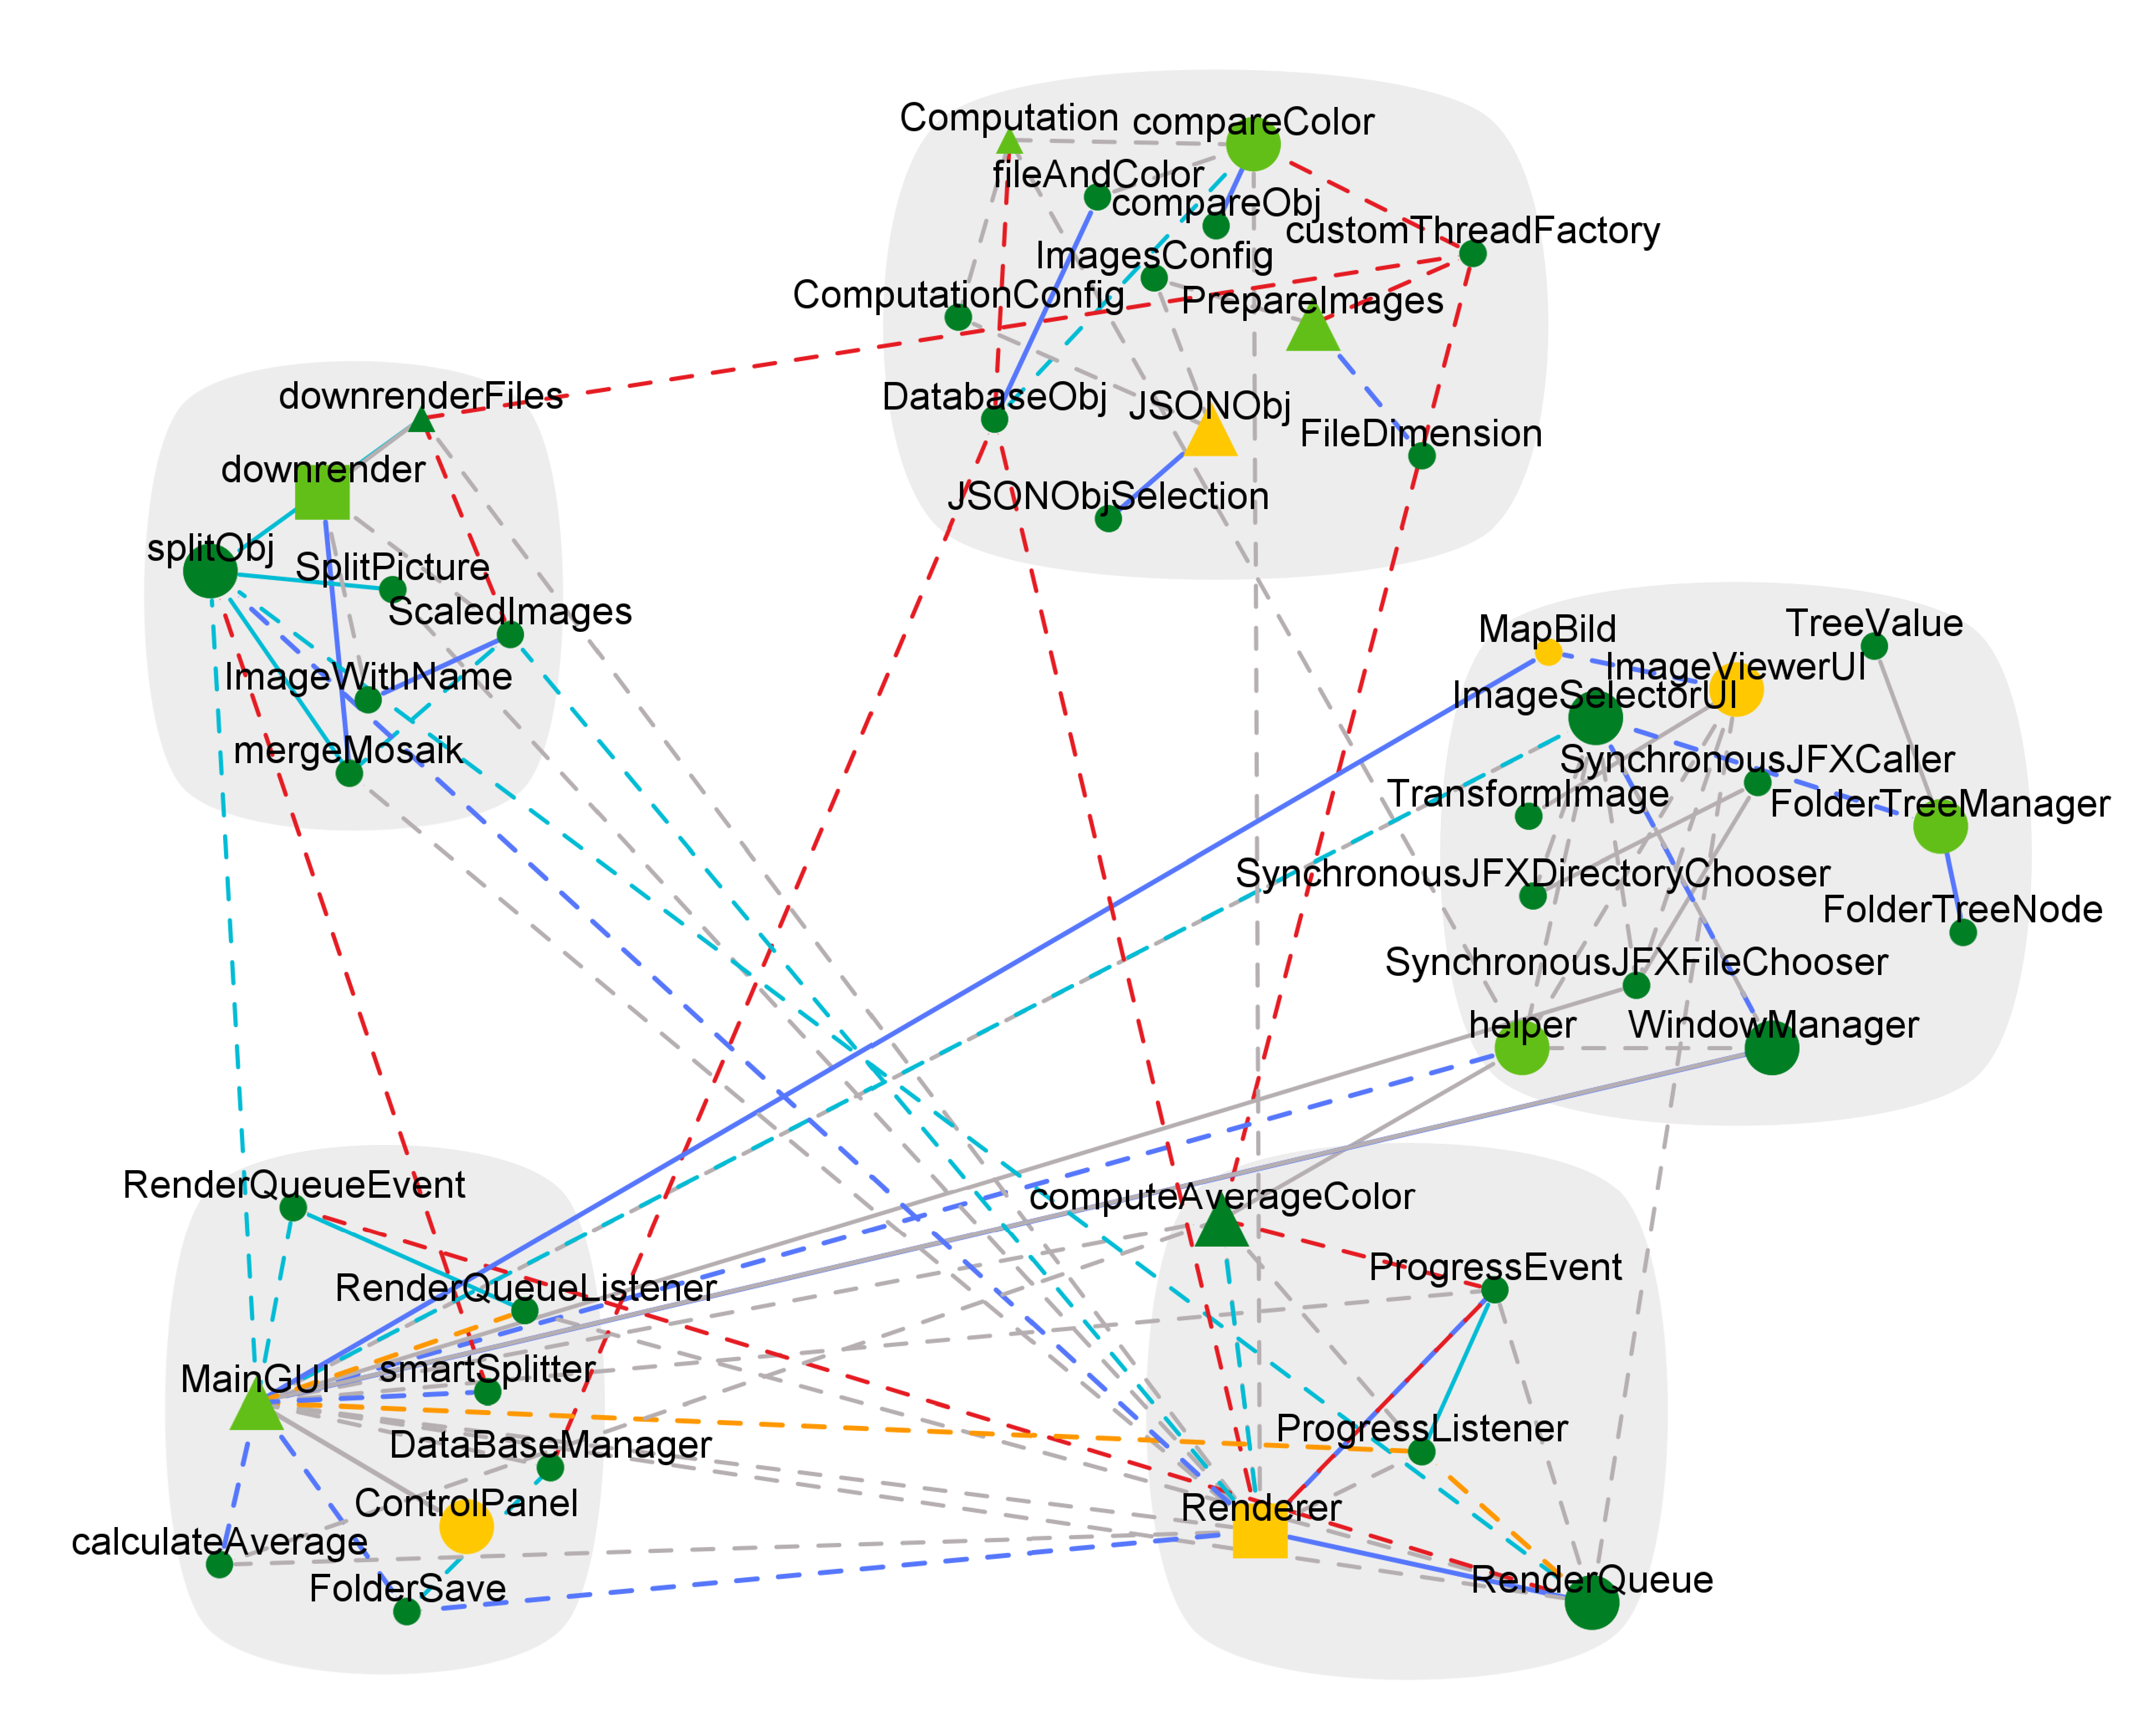 Computation
compareColor
fileAndColor
compareObj
customThreadFactory
ImagesConfig
ComputationConfig
PrepareImages
DatabaseObj
JSONObj
FileDimension
JSONObjSelection
downrenderFiles
downrender
splitObj
SplitPicture
ScaledImages
ImageWithName
mergeMosaik
MapBild
TreeValue
ImageViewerUI
ImageSelectorUI
SynchronousJFXCaller
TransformImage
FolderTreeManager
SynchronousJFXDirectoryChooser
FolderTreeNode
SynchronousJFXFileChooser
helper
WindowManager
RenderQueueEvent
RenderQueueListener
MainGUI
smartSplitter
DataBaseManager
ControlPanel
calculateAverage
FolderSave
computeAverageColor
ProgressEvent
ProgressListener
Renderer
RenderQueue